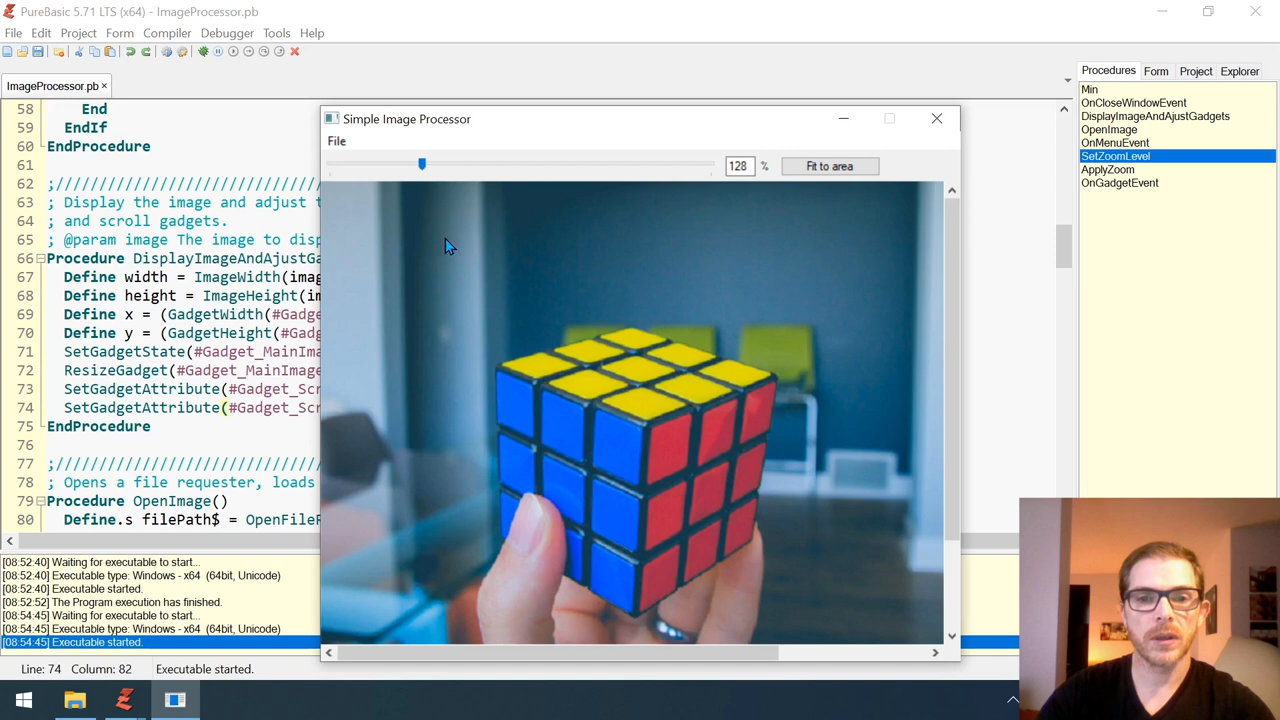 PureBasic 5.71 LTS (x64) - ImageProcessor.pb
File Edit Project Form Compiler Debugger Tools Help
ImageProcessor.pb
Procedures Form Project Explorer
58 End
59 EndIf
60 EndProcedure
61
62 ;//////////////////////////////
63 ; Display the image and adjust
64 ; and scroll gadgets.
65 ; @param image The image to
66 Procedure DisplayImageAndAjustGa
67 Define width = ImageWidth(imag
68 Define height = ImageHeight(i
69 Define x = (GadgetWidth(#Gadg
70 Define y = (GadgetHeight(#Gadg
71 SetGadgetState(#Gadget_MainIma
72 ResizeGadget(#Gadget_MainImage
73 SetGadgetAttribute(#Gadget_Scr
74 SetGadgetAttribute(#Gadget_Scr
75 EndProcedure
76
77 ;//////////////////////////////
78 ; Opens a file requester, loads
79 Procedure OpenImage()
80 Define.s filePath$ = OpenFileR
Simple Image Processor
File
128 % Fit to area
Min
OnCloseWindowEvent
DisplayImageAndAjustGadgets
OpenImage
OnMenuEvent
SetZoomLevel
ApplyZoom
OnGadgetEvent
[08:52:40] Waiting for executable to start...
[08:52:40] Executable type: Windows - x64 (64bit, Unicode)
[08:52:40] Executable started.
[08:52:52] The Program execution has finished.
[08:54:45] Waiting for executable to start...
[08:54:45] Executable type: Windows - x64 (64bit, Unicode)
[08:54:45] Executable started.
Line: 74 Column: 82 Executable started.